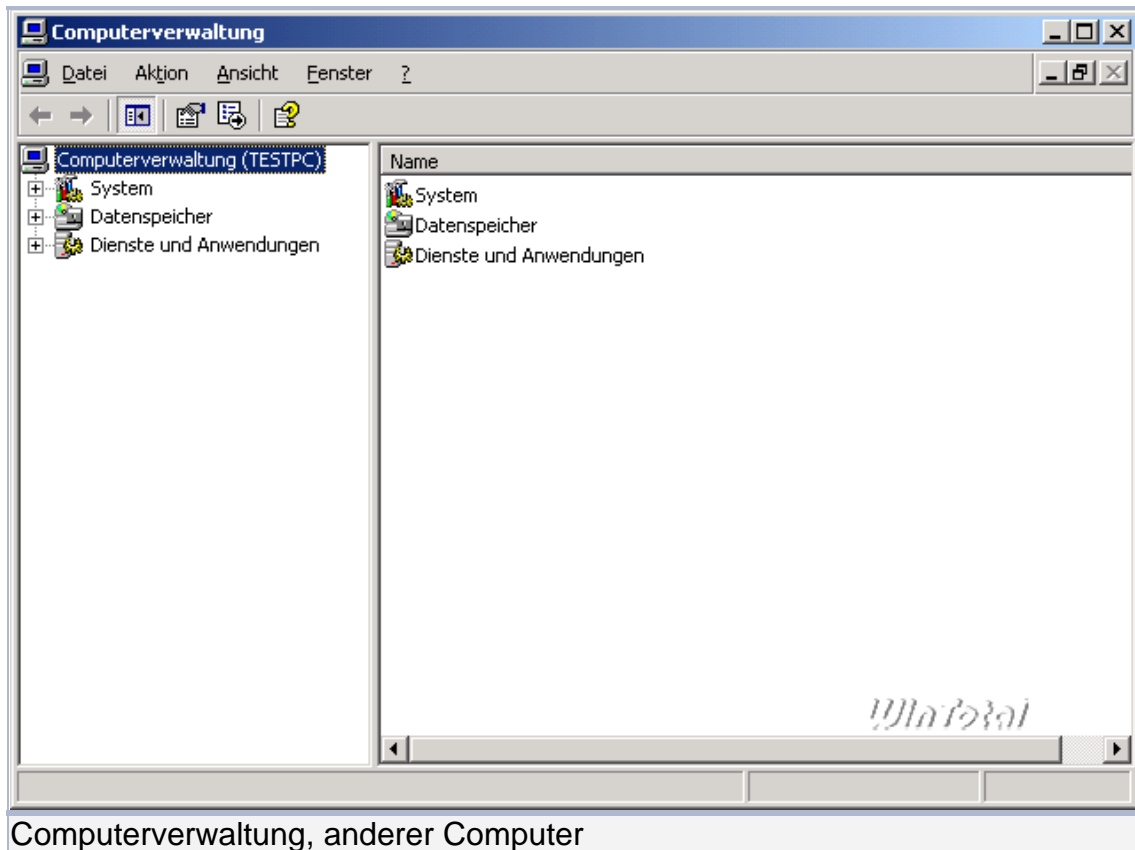 Computerverwaltung
Datei Aktion Ansicht Fenster ?
Computerverwaltung (TESTPC)
System
Datenspeicher
Dienste und Anwendungen
Name
System
Datenspeicher
Dienste und Anwendungen
WinTotal
Computerverwaltung, anderer Computer